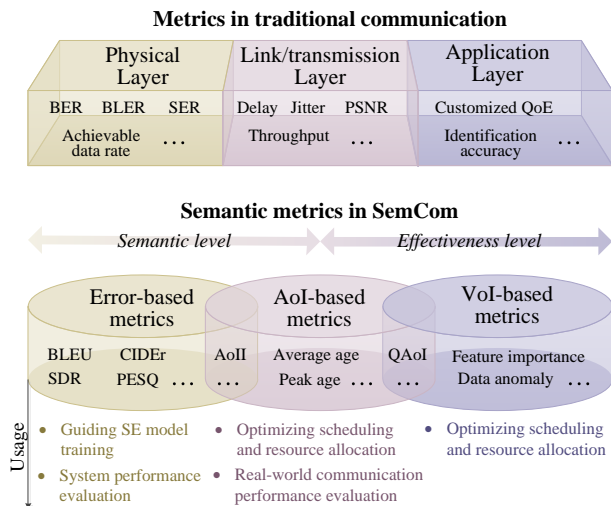 Metrics in traditional communication
Physical Layer
Link/transmission Layer
Application Layer
BER BLER SER
Delay Jitter PSNR
Customized QoE
Achievable data rate ...
Throughput ...
Identification accuracy ...
Semantic metrics in SemCom
Semantic level
Effectiveness level
Error-based metrics
AoI-based metrics
VoI-based metrics
BLEU CIDEr
AoII
Average age
QAoI
Feature importance
SDR PESQ ...
Peak age ...
Data anomaly ...
Usage
• Guiding SE model training
• System performance evaluation
• Optimizing scheduling and resource allocation
• Real-world communication performance evaluation
• Optimizing scheduling and resource allocation